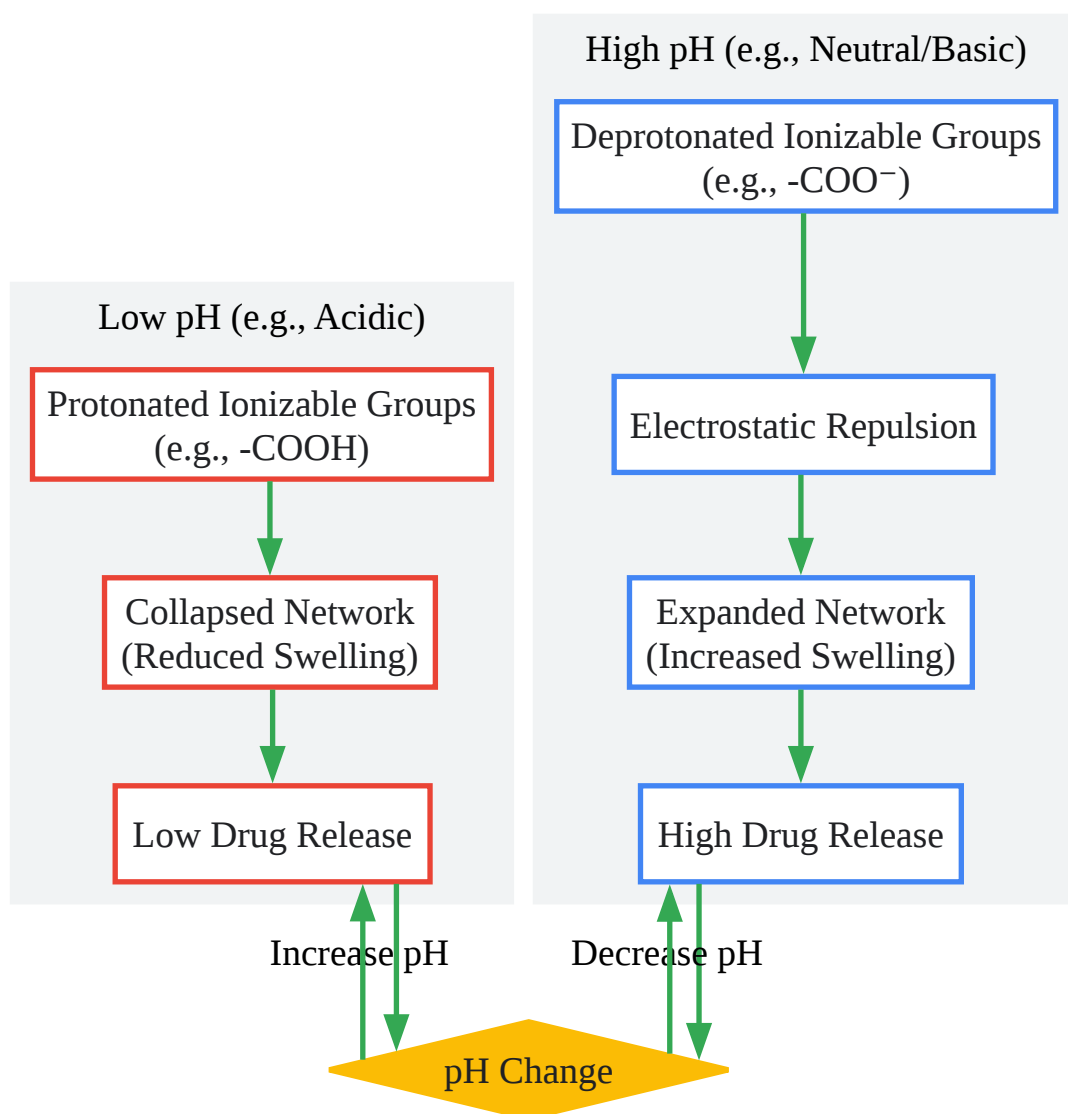 High pH (e.g., Neutral/Basic)
Deprotonated Ionizable Groups
(e.g., -COO⁻)
Electrostatic Repulsion
Expanded Network
(Increased Swelling)
High Drug Release
Low pH (e.g., Acidic)
Protonated Ionizable Groups
(e.g., -COOH)
Collapsed Network
(Reduced Swelling)
Low Drug Release
Increase pH
Decrease pH
pH Change